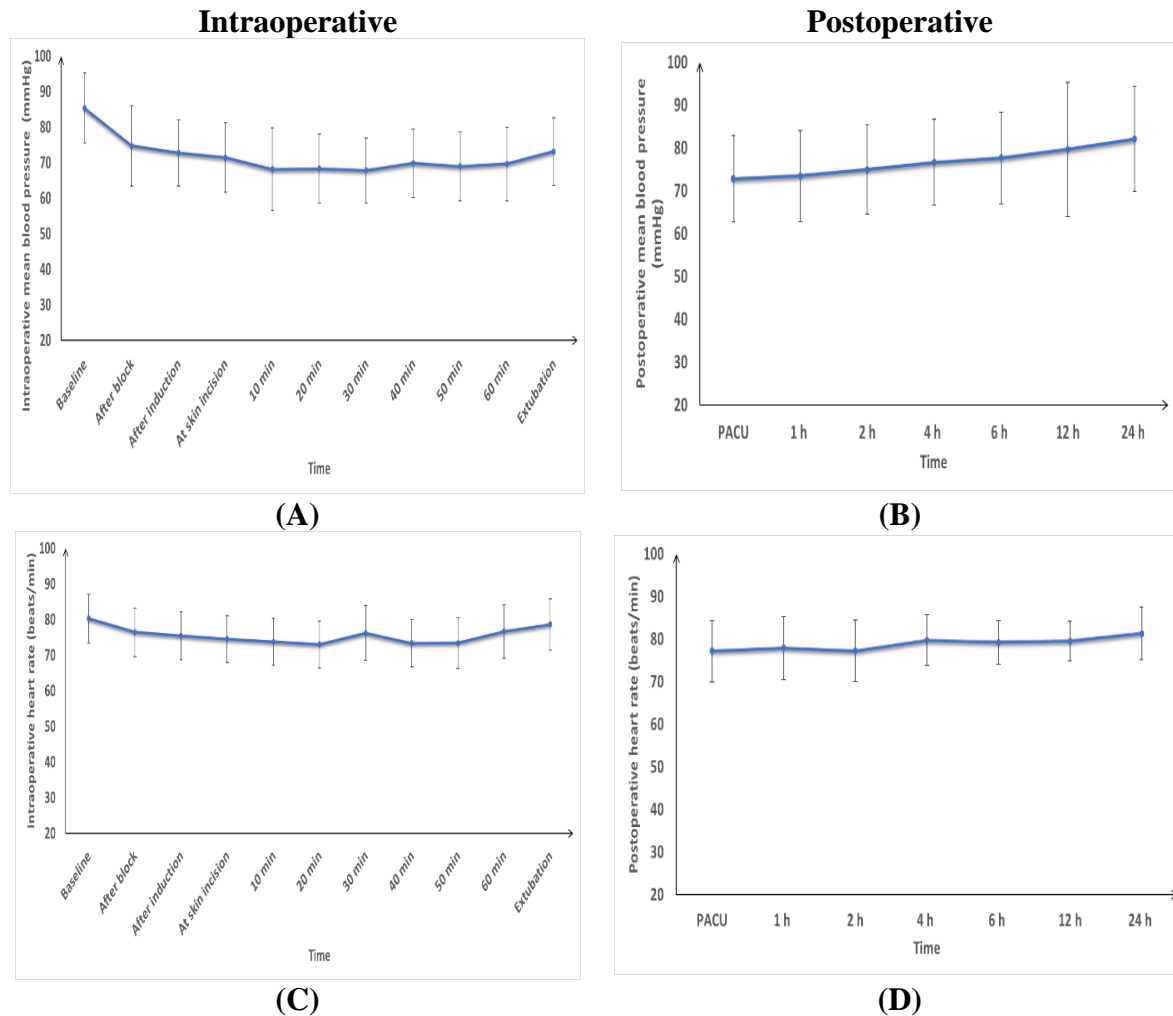 Intraoperative
Postoperative
Intraoperative mean blood pressure (mmHg)
100
90
80
70
60
50
40
30
20
Baseline
After block
After induction
At skin incision
10 min
20 min
30 min
40 min
50 min
60 min
Extubation
Time
(A)
Postoperative mean blood pressure
(mmHg)
100
90
80
70
60
50
40
30
20
PACU 1 h 2 h 4 h 6 h 12 h 24 h
Time
(B)
Intraoperative heart rate (beats/min)
100
90
80
70
60
50
40
30
20
Baseline
After block
After induction
At skin incision
10 min
20 min
30 min
40 min
50 min
60 min
Extubation
Time
(C)
Postoperative heart rate (beats/min)
100
90
80
70
60
50
40
30
20
PACU 1 h 2 h 4 h 6 h 12 h 24 h
Time
(D)